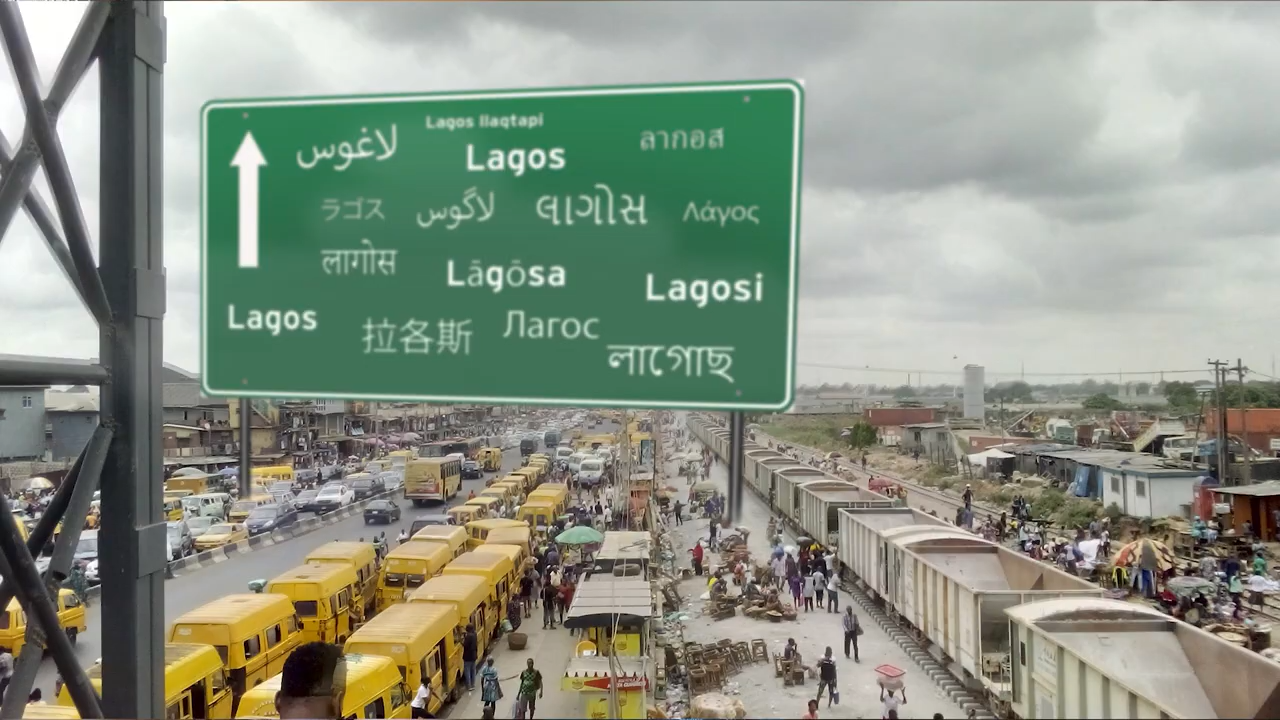 Lagos llaqtapi
لاغوس
Lagos
ลากอส
ラゴス
لاگوس
લાગોસ
Λάγος
लागोस
Lāgōsa
Lagosi
Lagos
拉各斯
Лагос
লাগোছ